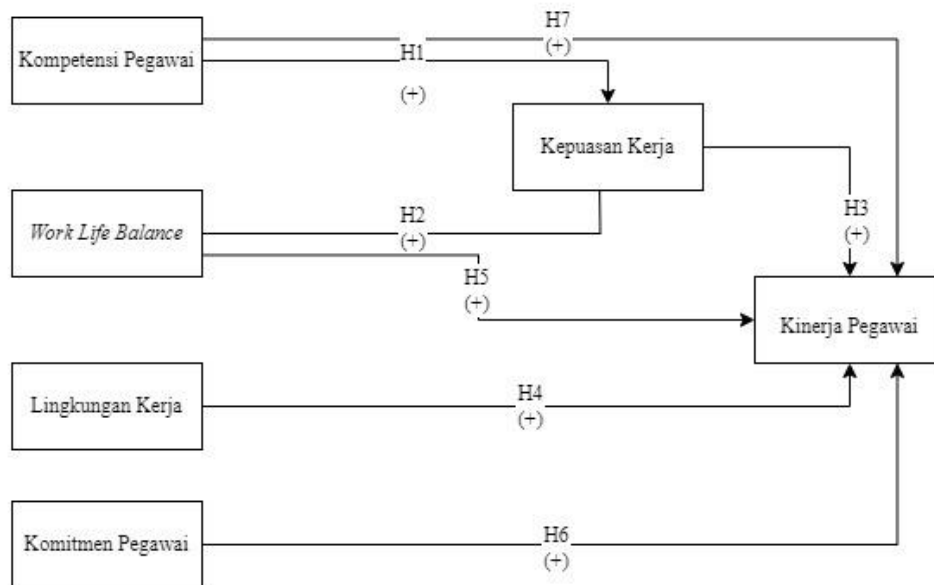 H7
(+)
Kompetensi Pegawai
H1
(+)
Kepuasan Kerja
Work Life Balance
H2
(+)
H3
(+)
H5
(+)
Kinerja Pegawai
Lingkungan Kerja
H4
(+)
Komitmen Pegawai
H6
(+)